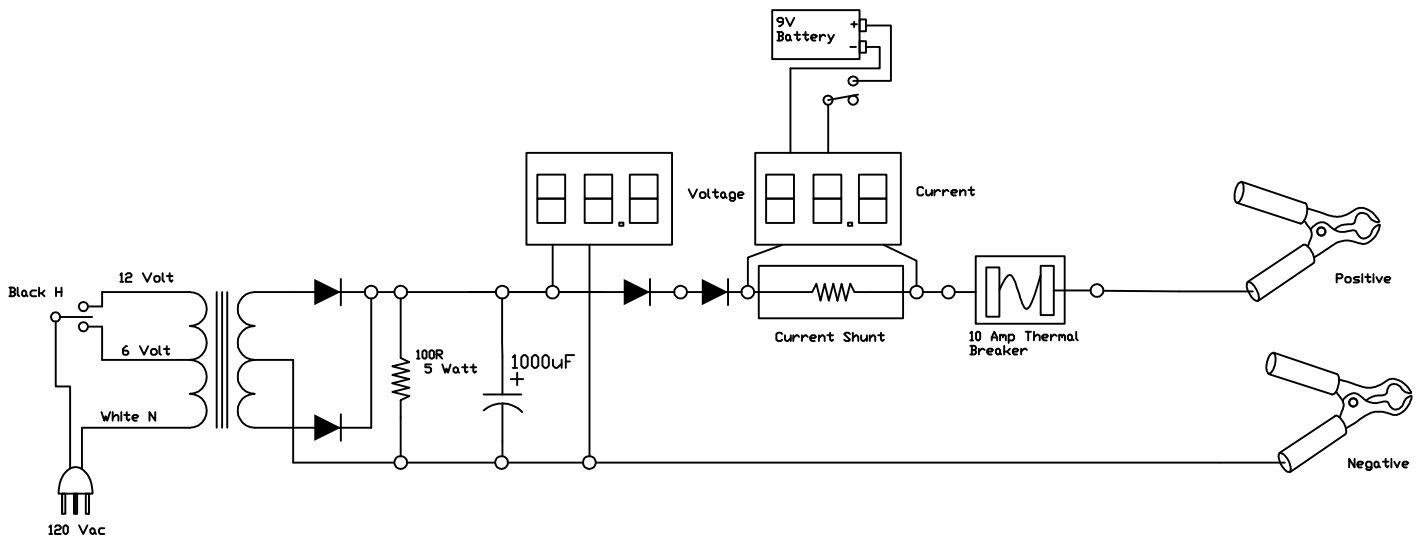 9V
Battery
+
-
Voltage
Current
12 Volt
Black H
6 Volt
White N
120 Vac
100R
5 Watt
1000uF
+
Current Shunt
10 Amp Thermal
Breaker
Positive
Negative